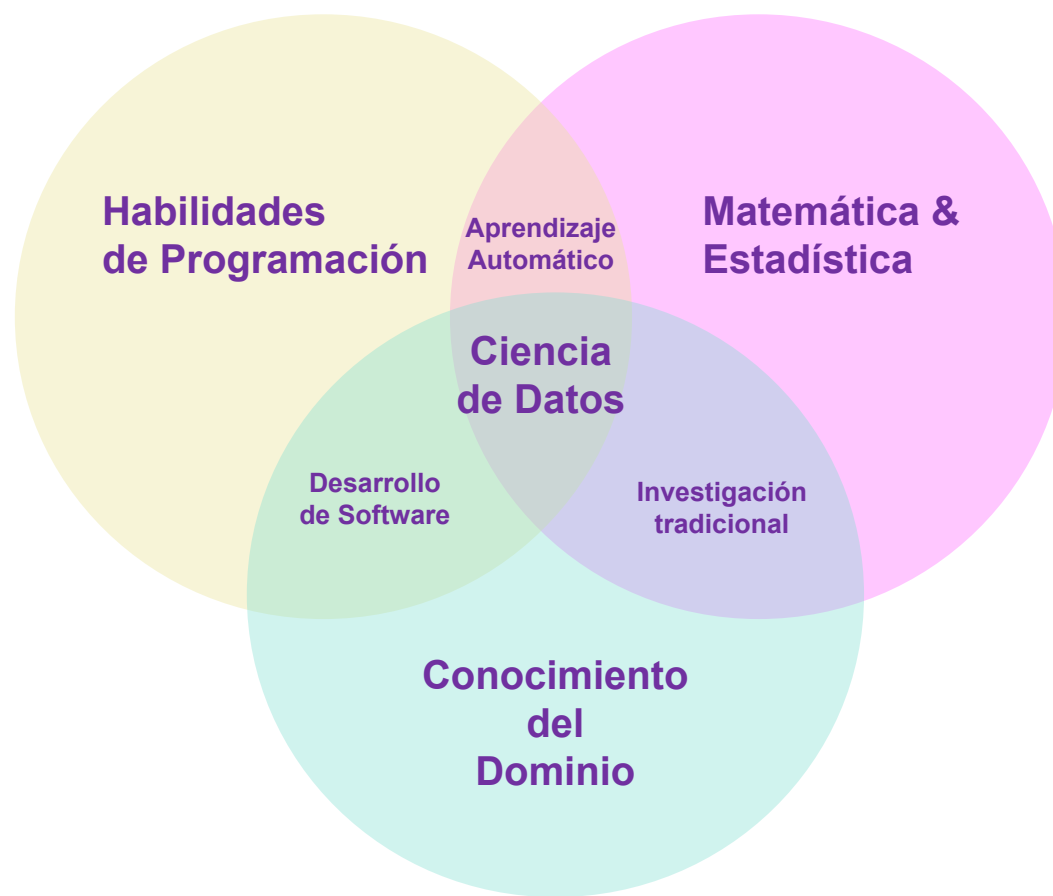 Habilidades
de Programación
Aprendizaje
Automático
Matemática &
Estadística
Ciencia
de Datos
Desarrollo
de Software
Investigación
tradicional
Conocimiento
del
Dominio